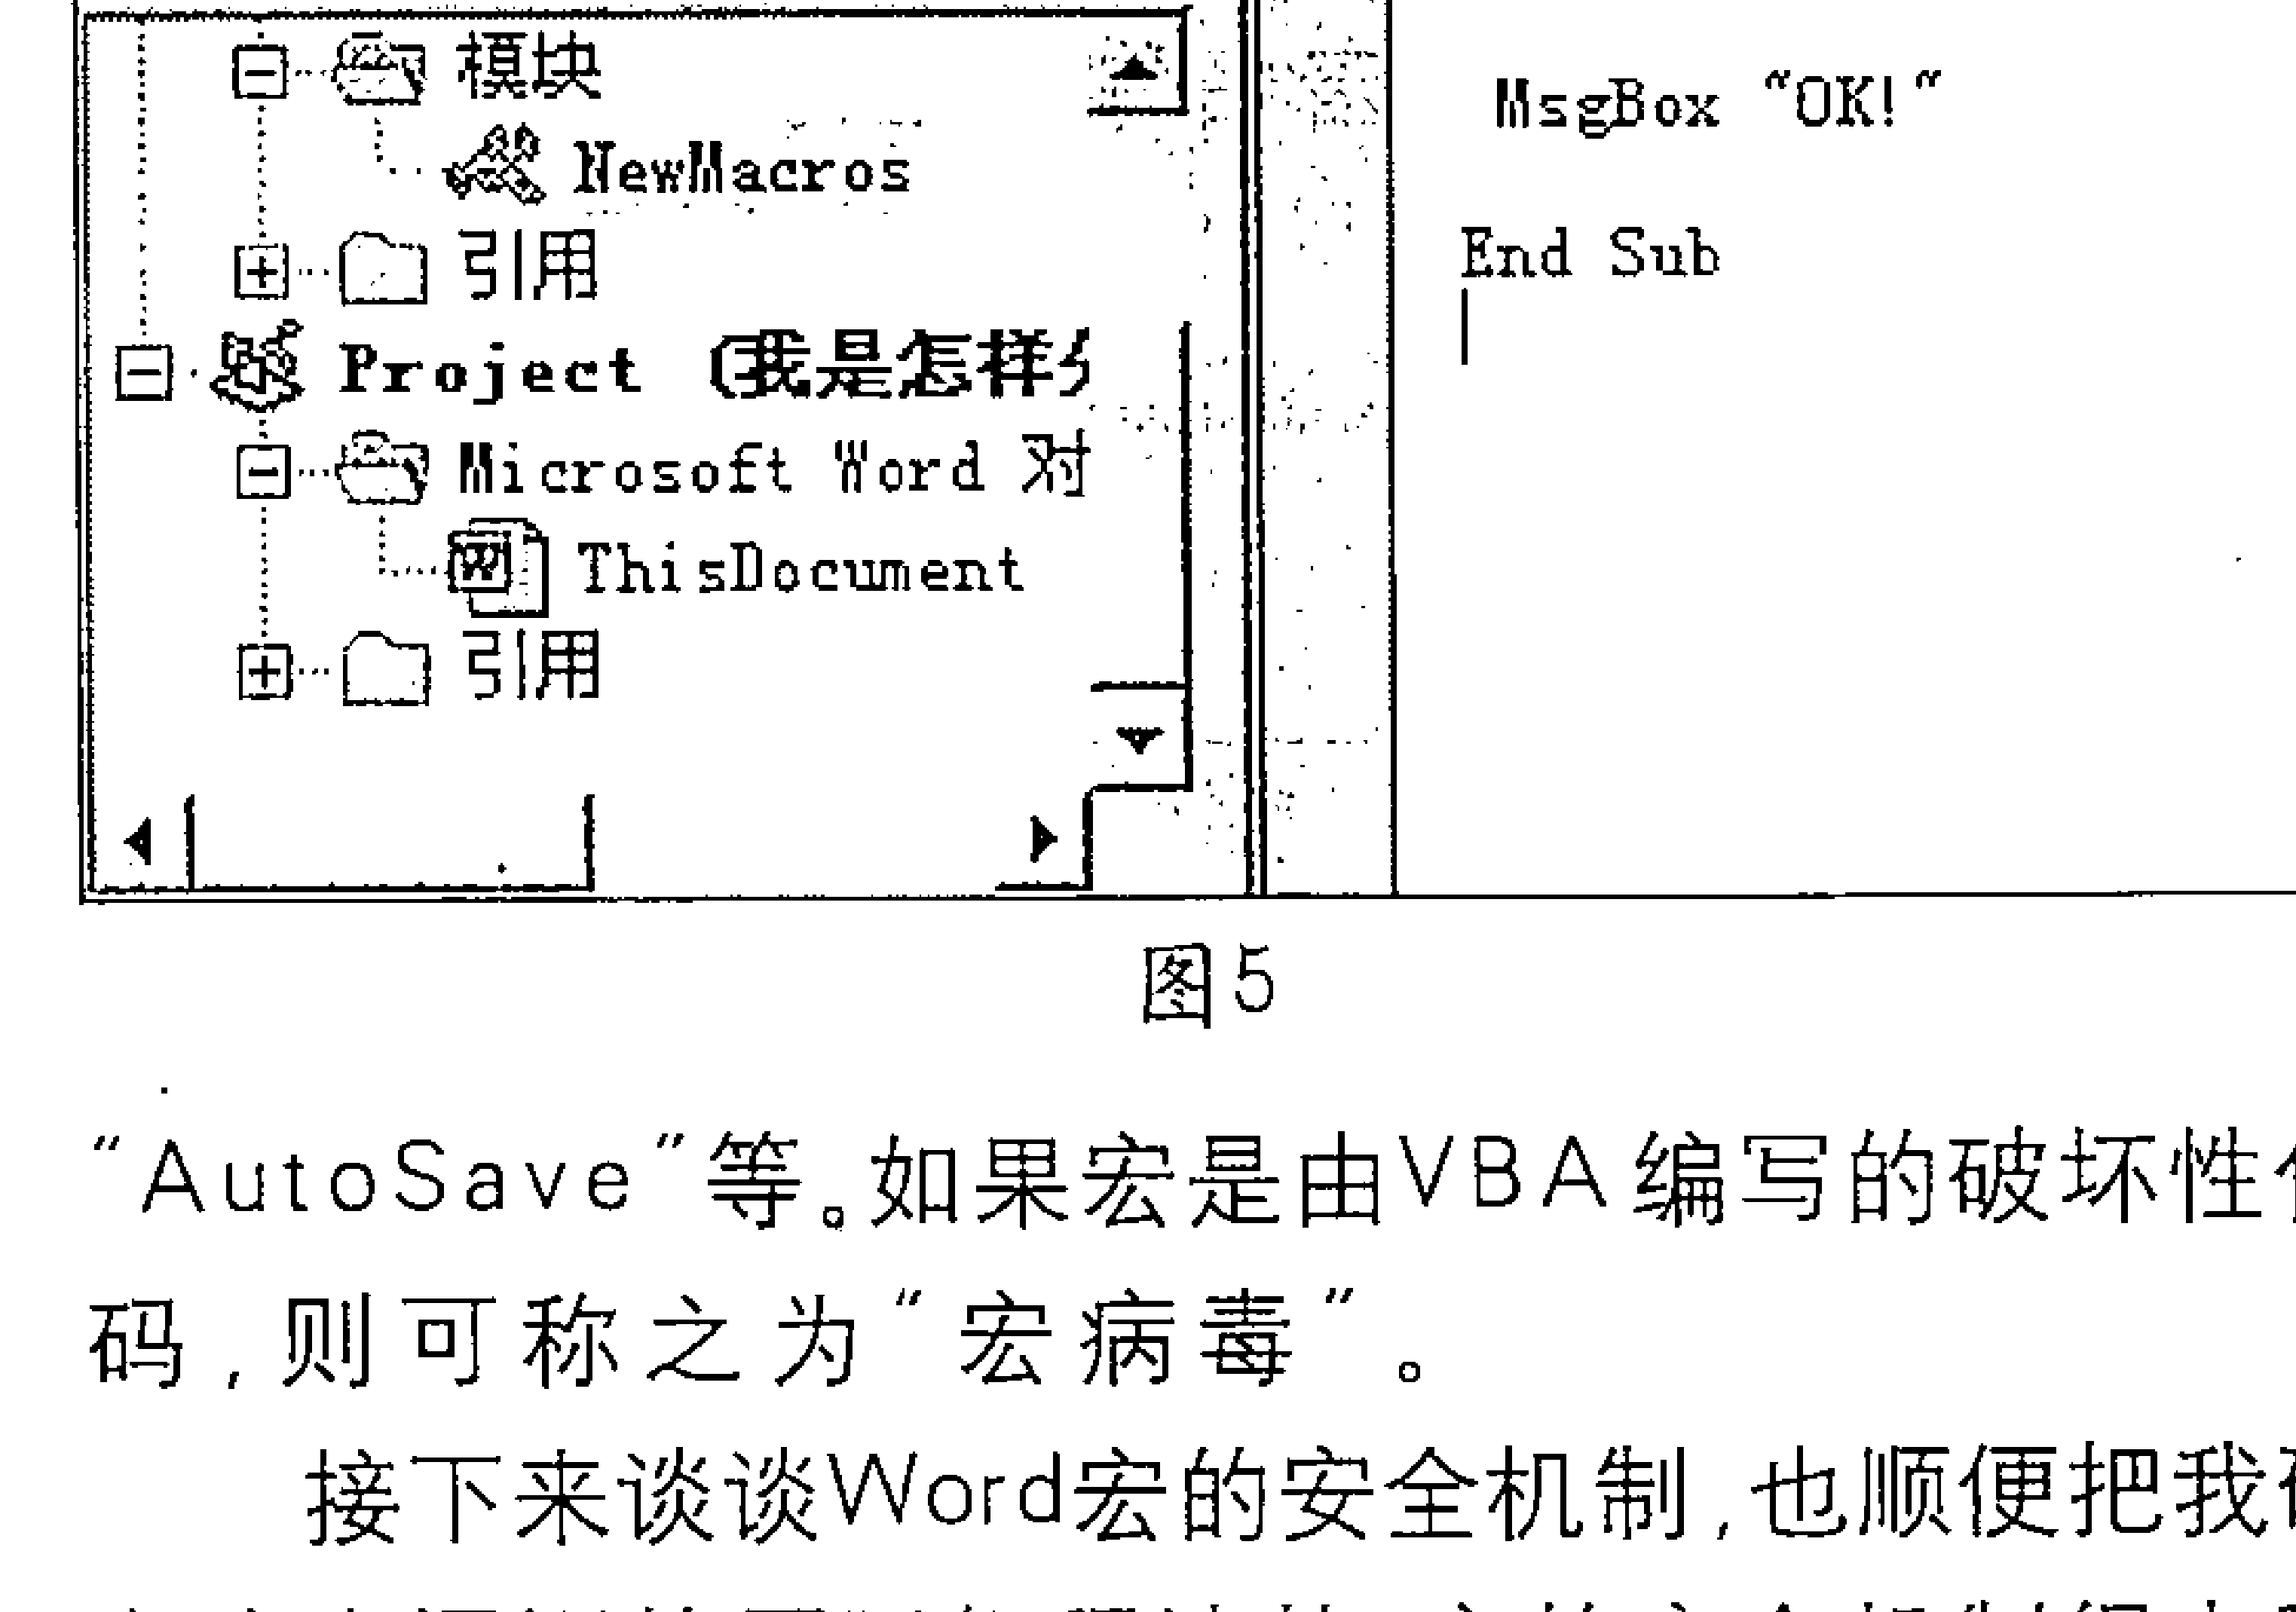 模块
NewMacros
引用
Project (我是怎样
Microsoft Word 对
ThisDocument
引用
MsgBox "OK!"
End Sub
图5
“AutoSave”等。如果宏是由VBA编写的破坏性
码,则可称之为“宏病毒”。
接下来谈谈Word宏的安全机制,也顺便把我